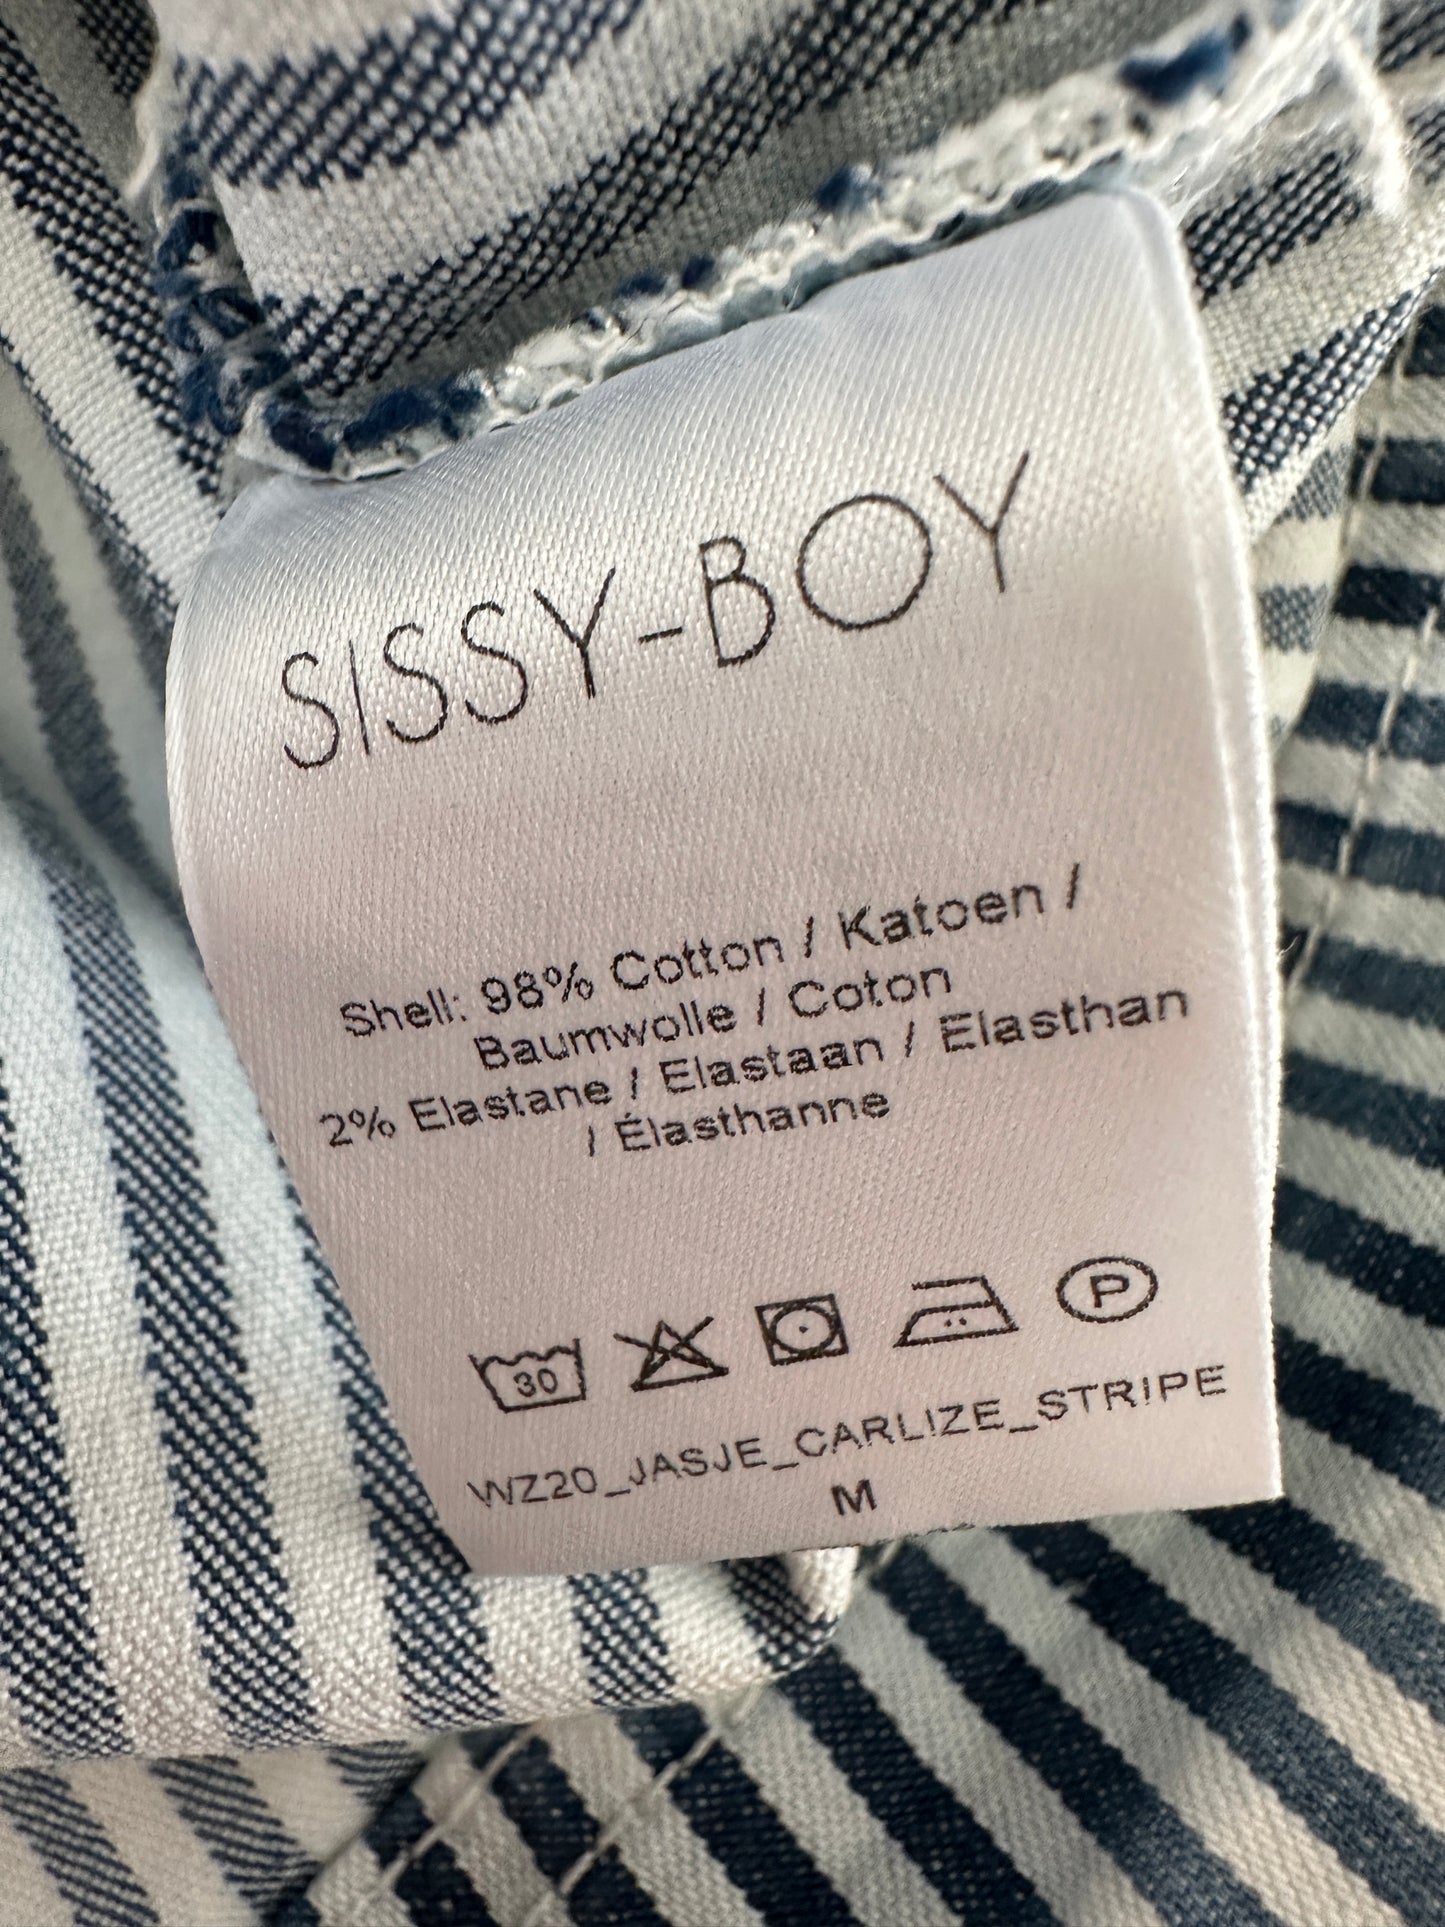 SISSY-BOY
Shell: 98% Cotton / Katoen /
Baumwolle / Coton
2% Elastane / Elastaan / Elasthan
/ Élasthanne
30
P
WZ20_JASJE_CARLIZE_STRIPE
M